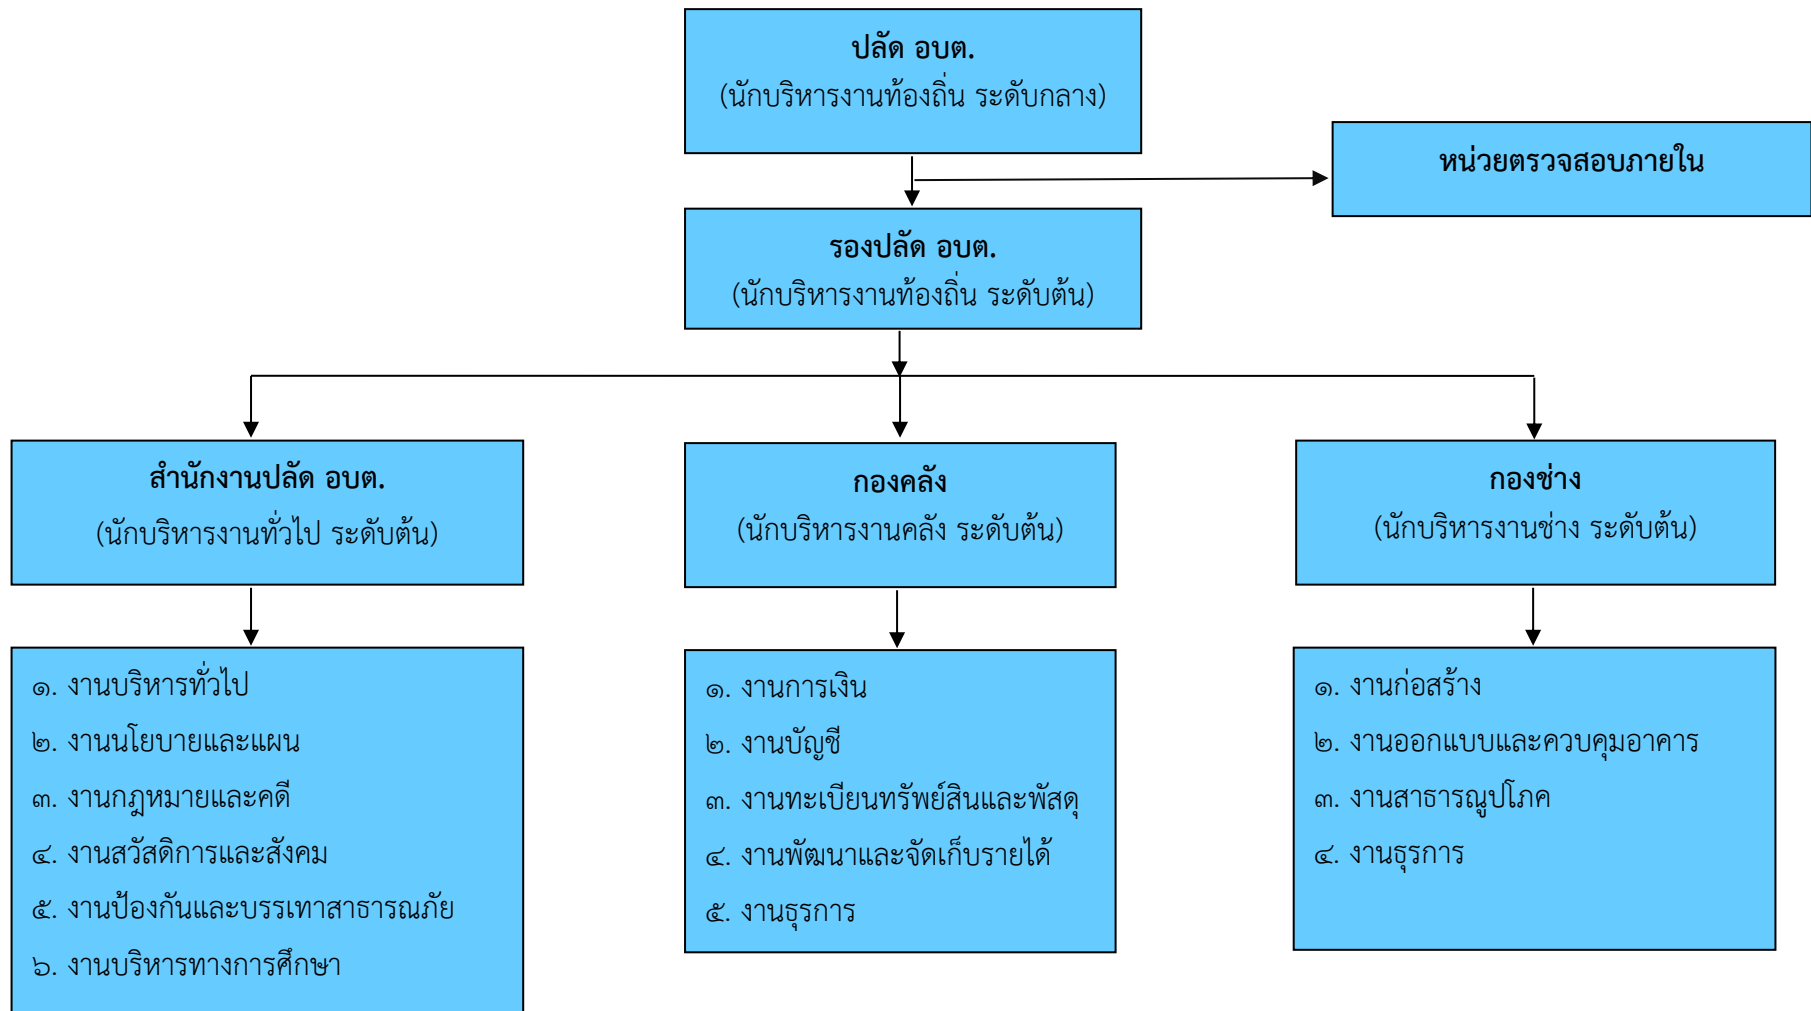 ปลัด อบต.
(นักบริหารงานท้องถิ่น ระดับกลาง)
หน่วยตรวจสอบภายใน
รองปลัด อบต.
(นักบริหารงานท้องถิ่น ระดับต้น)
สำนักงานปลัด อบต.
(นักบริหารงานทั่วไป ระดับต้น)
กองคลัง
(นักบริหารงานคลัง ระดับต้น)
กองช่าง
(นักบริหารงานช่าง ระดับต้น)
๑. งานบริหารทั่วไป
๒. งานนโยบายและแผน
๓. งานกฎหมายและคดี
๔. งานสวัสดิการและสังคม
๕. งานป้องกันและบรรเทาสาธารณภัย
๖. งานบริหารทางการศึกษา
๑. งานการเงิน
๒. งานบัญชี
๓. งานทะเบียนทรัพย์สินและพัสดุ
๔. งานพัฒนาและจัดเก็บรายได้
๕. งานธุรการ
๑. งานก่อสร้าง
๒. งานออกแบบและควบคุมอาคาร
๓. งานสาธารณูปโภค
๔. งานธุรการ